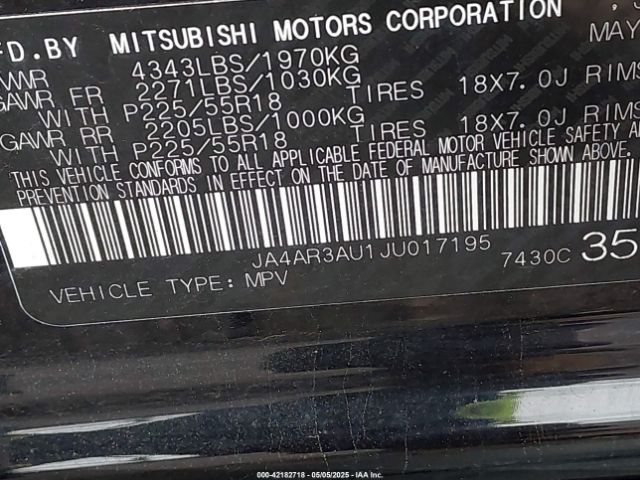 FD.BY MITSUBISHI MOTORS CORPORATION
MAY
VWR 4343LBS/1970KG
GAWR FR 2271LBS/1030KG
WITH P225/55R18 TIRES 18X7.0J RIMS
GAWR RR 2205LBS/1000KG
WITH P225/55R18 TIRES 18X7.0J RIMS
THIS VEHICLE CONFORMS TO ALL APPLICABLE FEDERAL MOTOR VEHICLE SAFETY A
PREVENTION STANDARDS IN EFFECT ON THE DATE OF MANUFACTURE SHOWN ABOVE.
JA4AR3AU1JU017195
7430C 35
VEHICLE TYPE: MPV
000-42182718 - 05/05/2025 - IAA Inc.